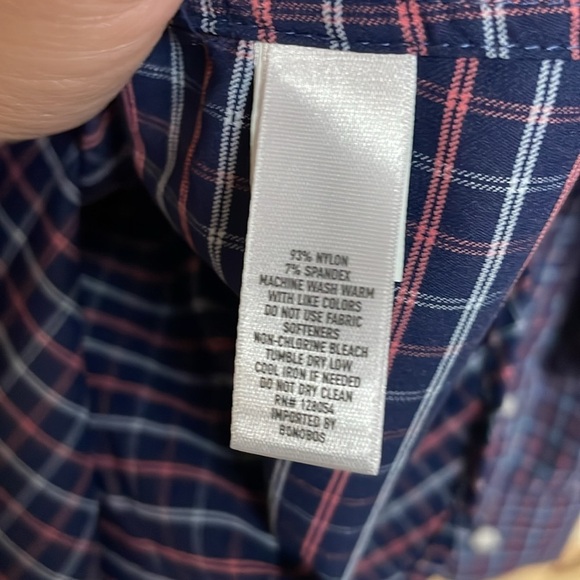 93% NYLON
7% SPANDEX
MACHINE WASH WARM
WITH LIKE COLORS
DO NOT USE FABRIC
SOFTENERS
NON-CHLORINE BLEACH
TUMBLE DRY LOW
COOL IRON IF NEEDED
DO NOT DRY CLEAN
RN# 128054
IMPORTED BY
BONOBOS